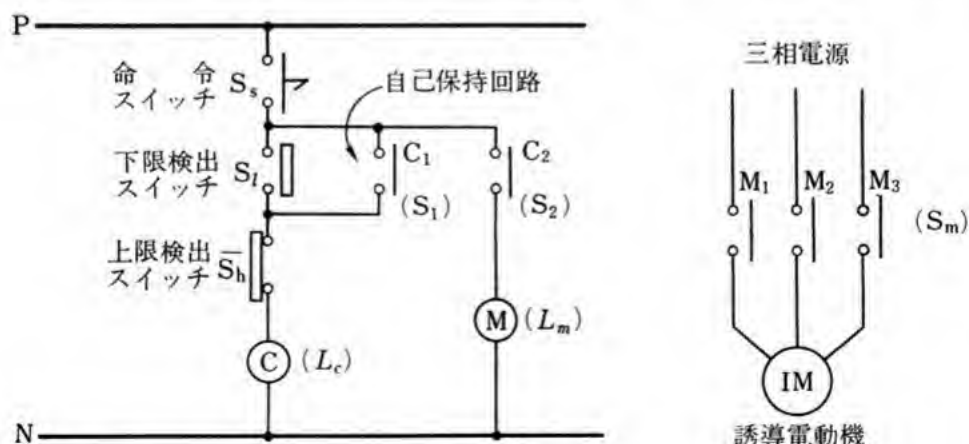 P
命令
スイッチ
Ss
自己保持回路
下限検出
スイッチ
Sl
C1
(S1)
C2
(S2)
上限検出
スイッチ
S̅h
M
(Lm)
C
(Lc)
N
三相電源
M1
M2
M3
(Sm)
IM
誘導電動機